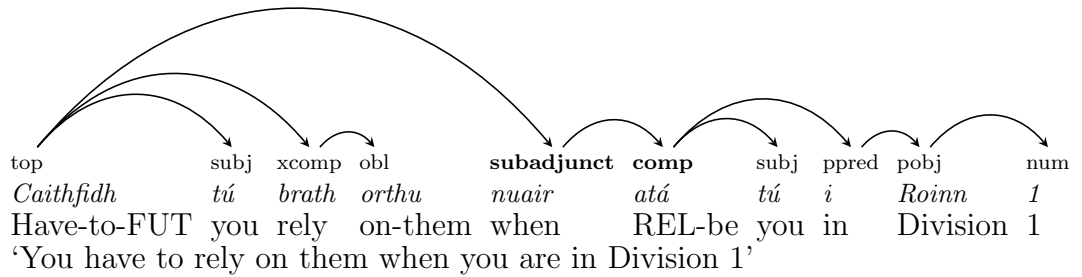 top subj xcomp obl subadjunct comp subj ppred pobj num
Caithfidh tú brath orthu nuair atá tú i Roinn 1
Have-to-FUT you rely on-them when REL-be you in Division 1
‘You have to rely on them when you are in Division 1’